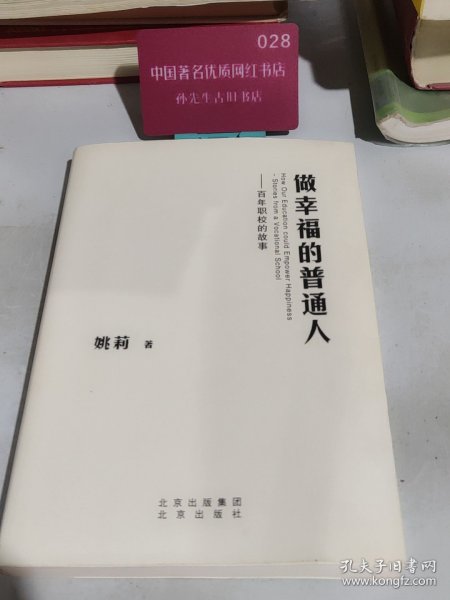 028
中国著名优质网红书店
孙先生古旧书店
做幸福的普通人
How Our Education could Empower Happiness
- Stories from a Vocational School
——百年职校的故事
姚莉 著
北京出版集团
北京出版社
孔夫子旧书网
www.kongfz.com